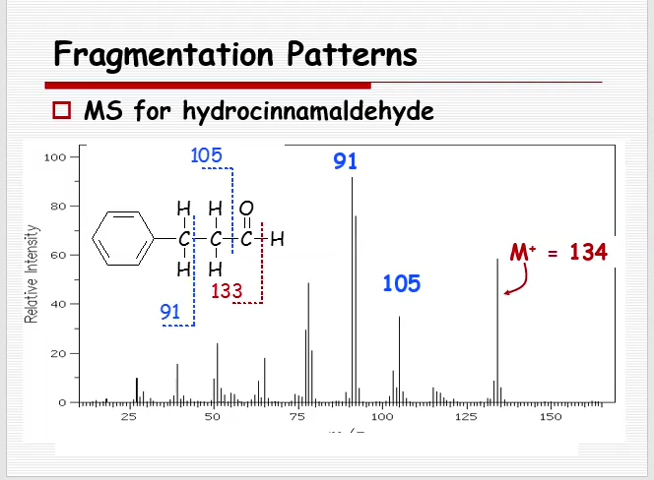 Fragmentation Patterns
MS for hydrocinnamaldehyde
100
80
60
40
20
0
Relative Intensity
105
91
H H O
C C C H
H H
133
91
105
M+ = 134
25 50 75 100 125 150